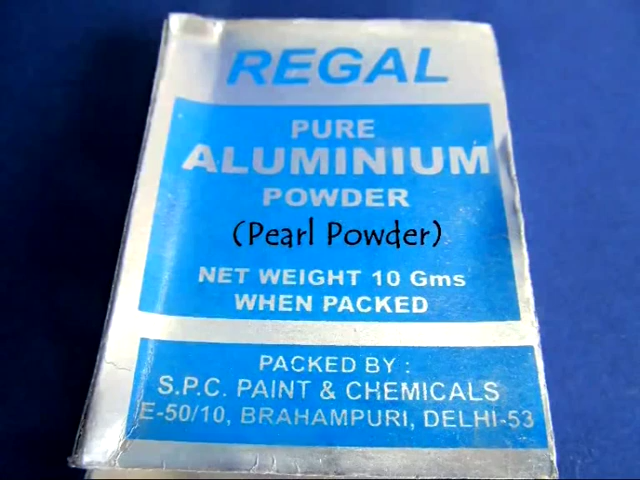 REGAL
PURE
ALUMINIUM
POWDER
(Pearl Powder)
NET WEIGHT 10 Gms
WHEN PACKED
PACKED BY :
S.P.C. PAINT & CHEMICALS
E-50/10, BRAHAMPURI, DELHI-53